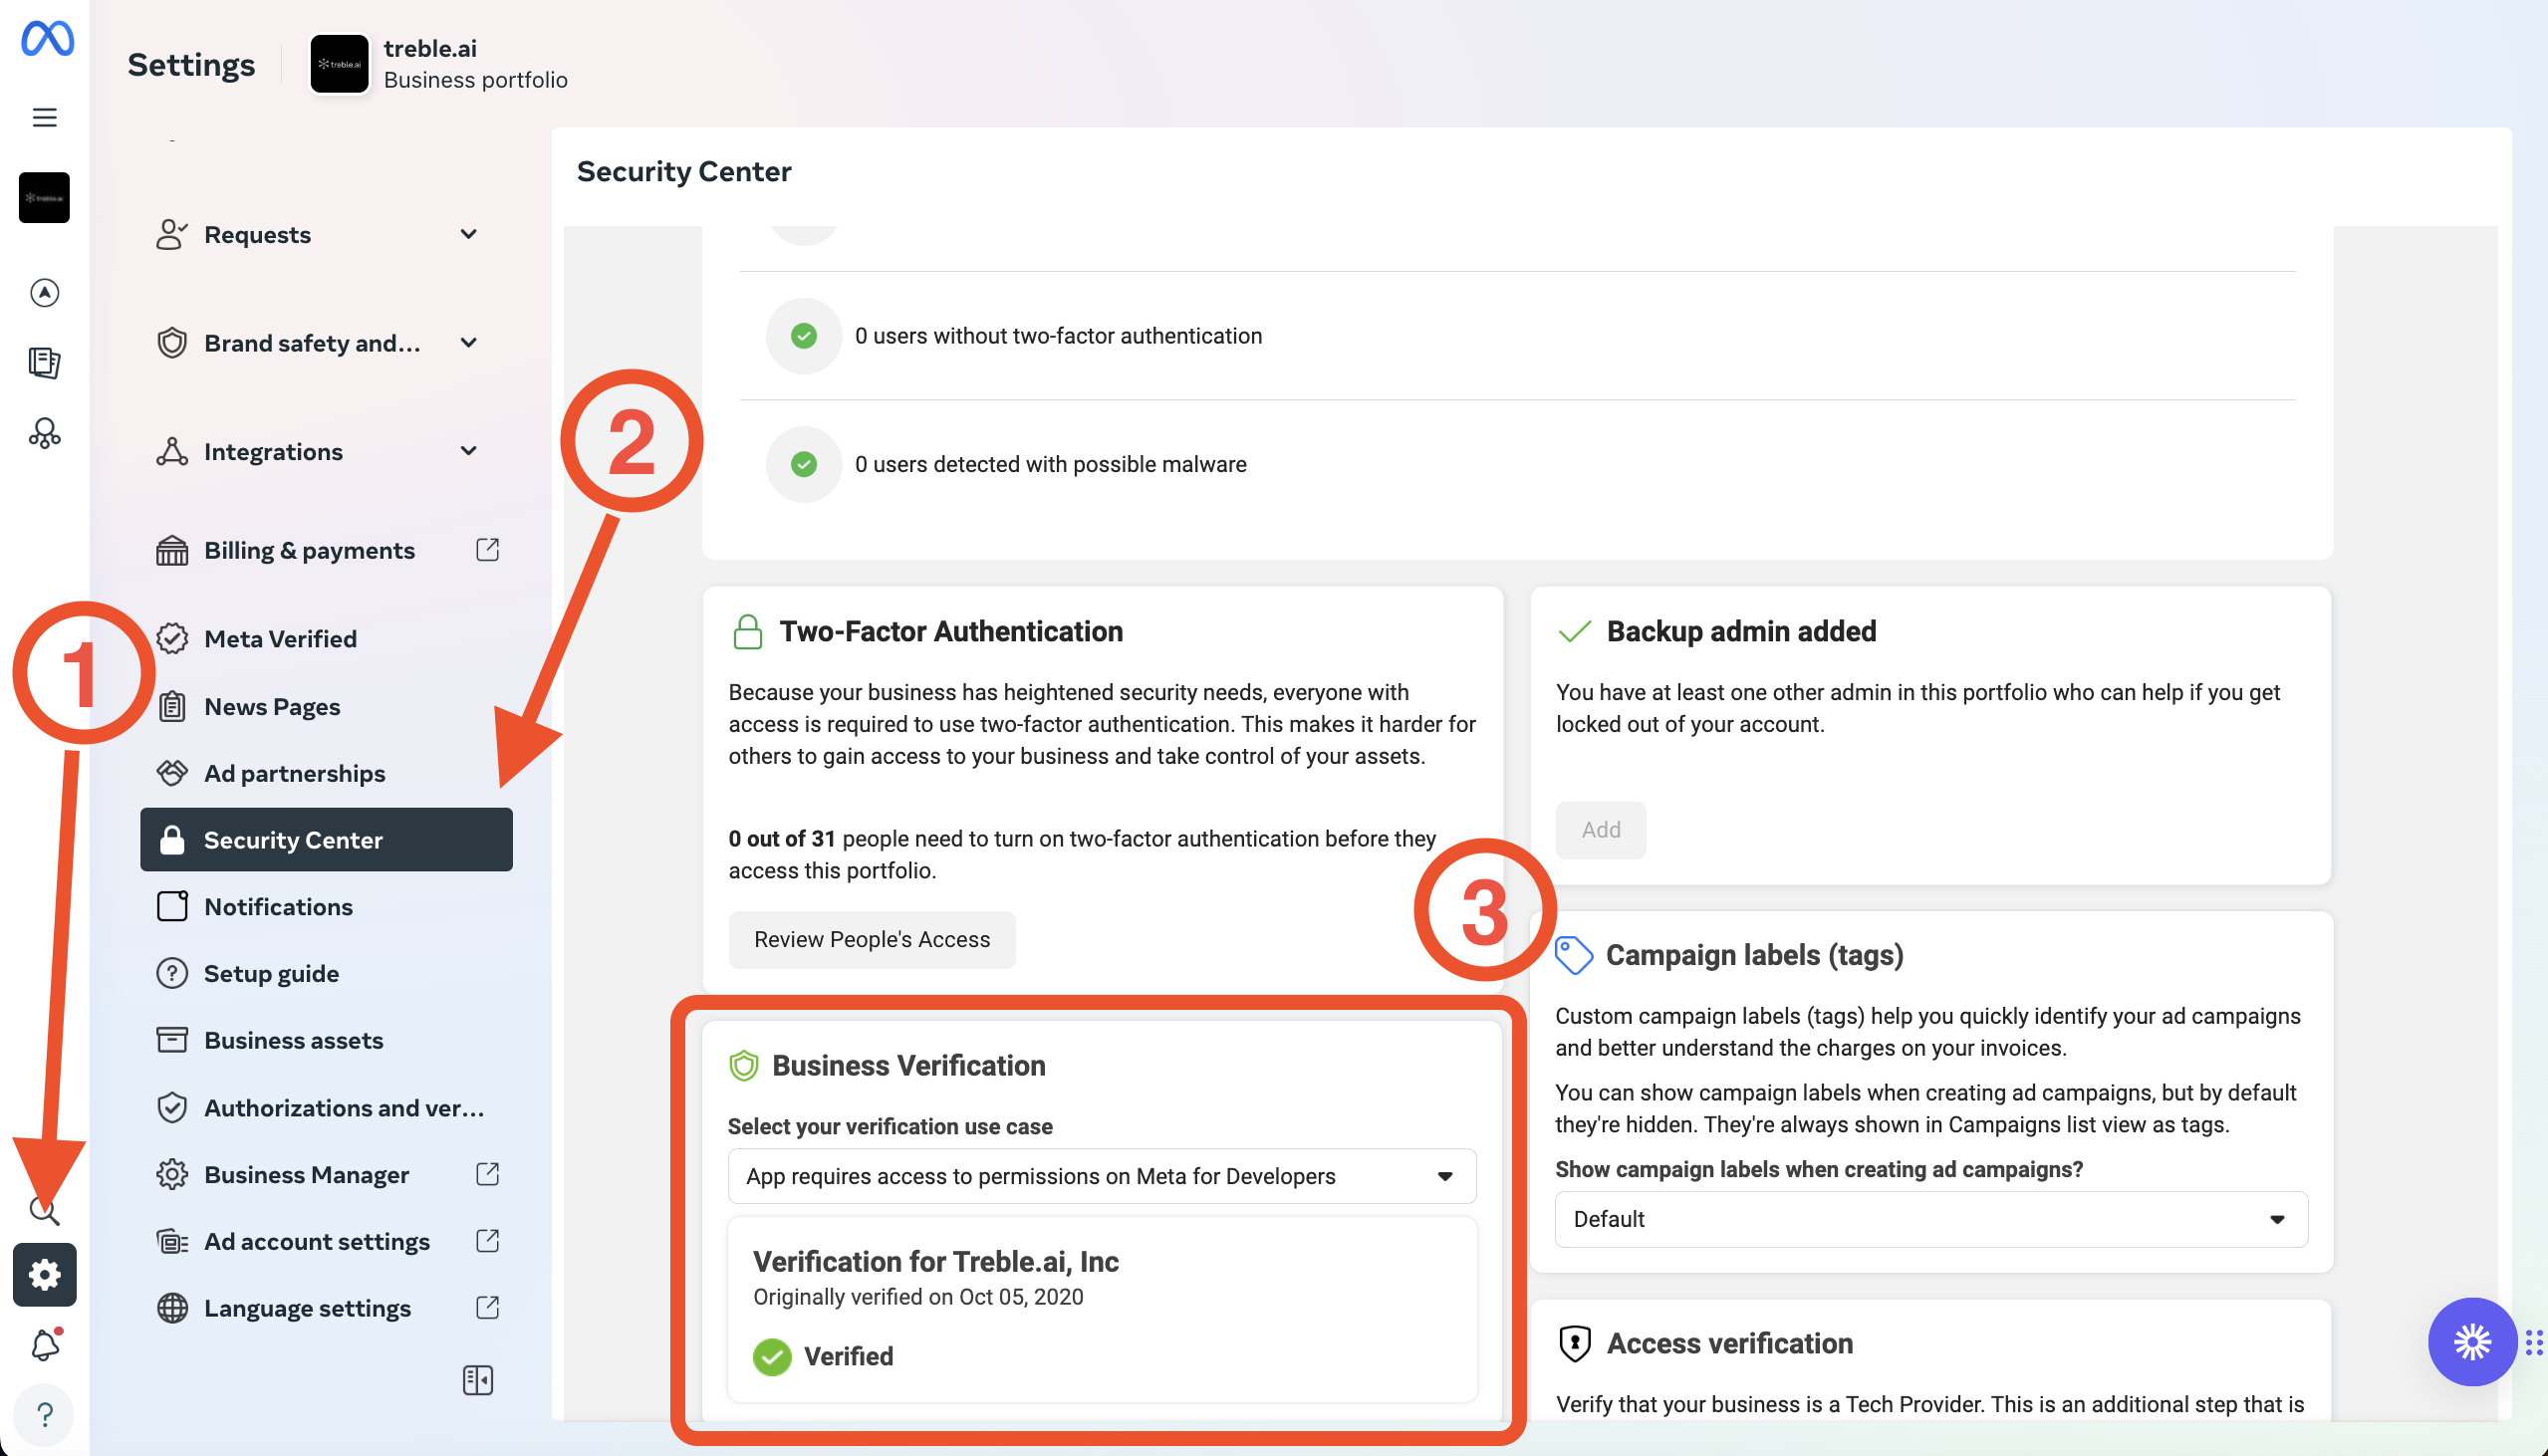 Settings
treble.ai
treble.ai
Business portfolio
treble.ai
Requests
Brand safety and...
Integrations
Billing & payments
Meta Verified
News Pages
Ad partnerships
Security Center
Notifications
Setup guide
Business assets
Authorizations and ver...
Business Manager
Ad account settings
Language settings
?
1
2
3
Security Center
0 users without two-factor authentication
0 users detected with possible malware
Two-Factor Authentication
Because your business has heightened security needs, everyone with
access is required to use two-factor authentication. This makes it harder for
others to gain access to your business and take control of your assets.
0 out of 31 people need to turn on two-factor authentication before they
access this portfolio.
Review People's Access
Business Verification
Select your verification use case
App requires access to permissions on Meta for Developers
Verification for Treble.ai, Inc
Originally verified on Oct 05, 2020
Verified
Backup admin added
You have at least one other admin in this portfolio who can help if you get
locked out of your account.
Add
Campaign labels (tags)
Custom campaign labels (tags) help you quickly identify your ad campaigns
and better understand the charges on your invoices.
You can show campaign labels when creating ad campaigns, but by default
they're hidden. They're always shown in Campaigns list view as tags.
Show campaign labels when creating ad campaigns?
Default
Access verification
Verify that your business is a Tech Provider. This is an additional step that is